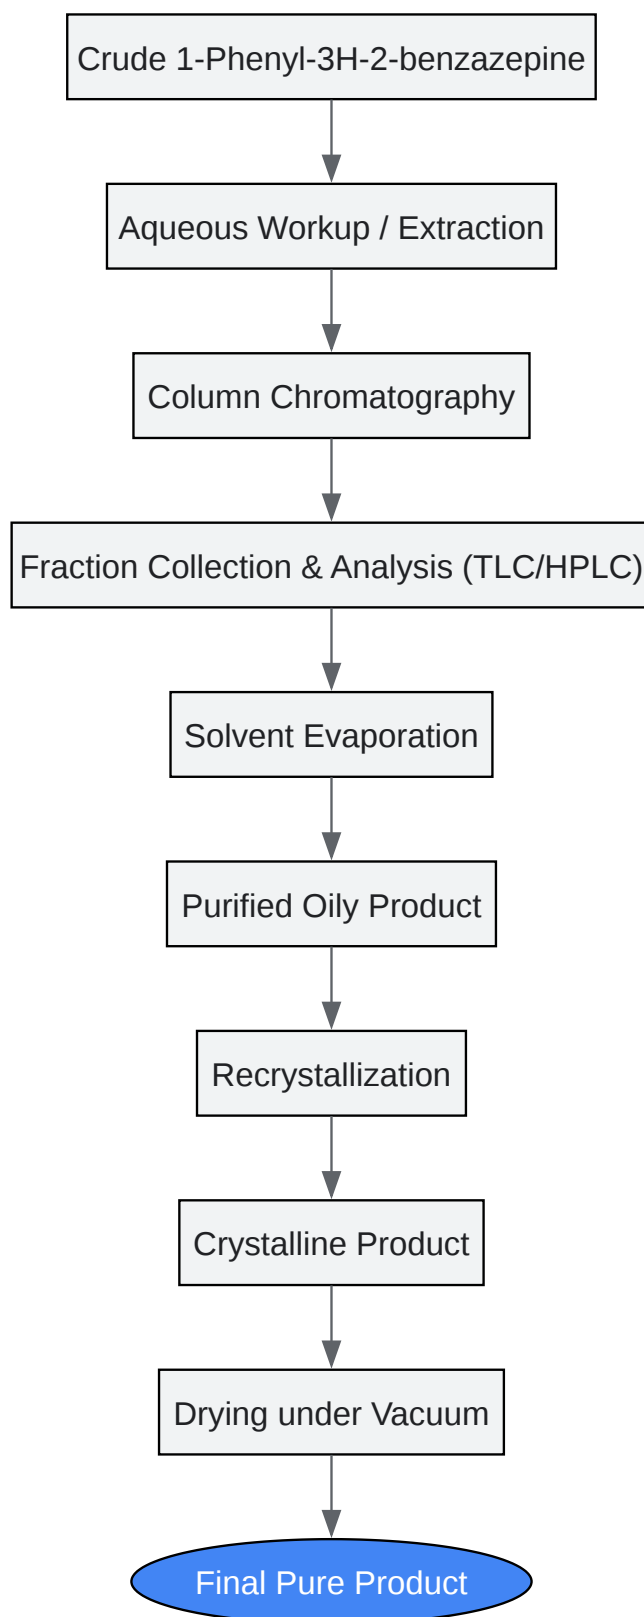 Crude 1-Phenyl-3H-2-benzazepine
Aqueous Workup / Extraction
Column Chromatography
Fraction Collection & Analysis (TLC/HPLC)
Solvent Evaporation
Purified Oily Product
Recrystallization
Crystalline Product
Drying under Vacuum
Final Pure Product